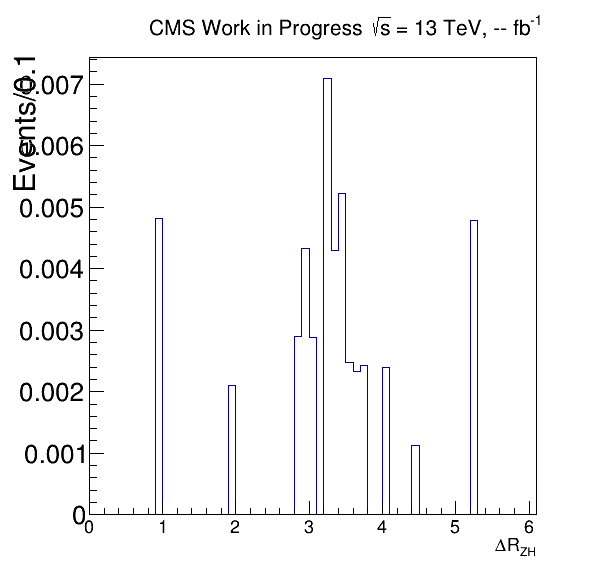 CMS Work in Progress √s = 13 TeV, -- fb⁻¹
Events/0.1
0.007
0.006
0.005
0.004
0.003
0.002
0.001
0
0 1 2 3 4 5 6
ΔR_ZH